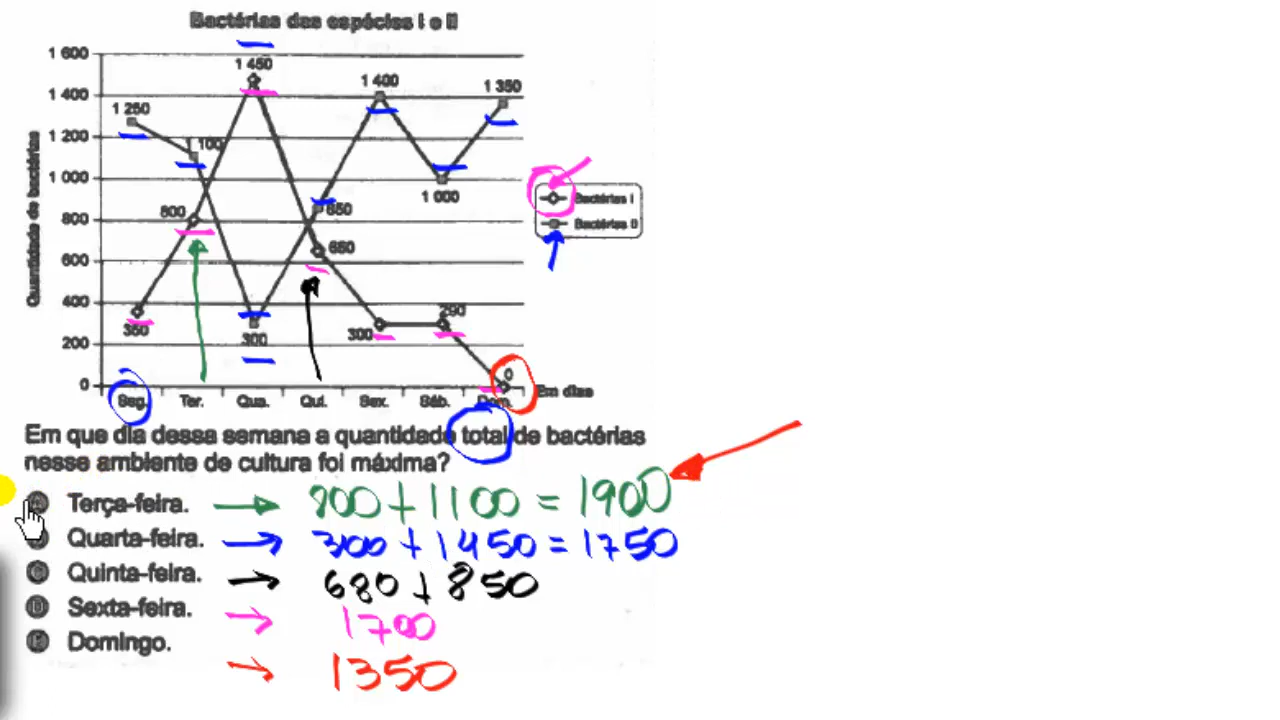 Bactérias das espécies I e II
1 600
1 450
1 400
1 400
1 350
1 250
1 200
1 100
1 000
1 000
Quantidade de bactérias
Bactérias I
Bactérias II
800
800
850
650
600
400
350
300
300
290
200
0
0
Seg.
Ter.
Qua.
Qui.
Sex.
Sáb.
Dom.
Em dias
Em que dia dessa semana a quantidade total de bactérias
nesse ambiente de cultura foi máxima?
A Terça-feira. 800 + 1100 = 1900
B Quarta-feira. 300 + 1450 = 1750
C Quinta-feira. 680 + 850
D Sexta-feira. 1700
E Domingo. 1350